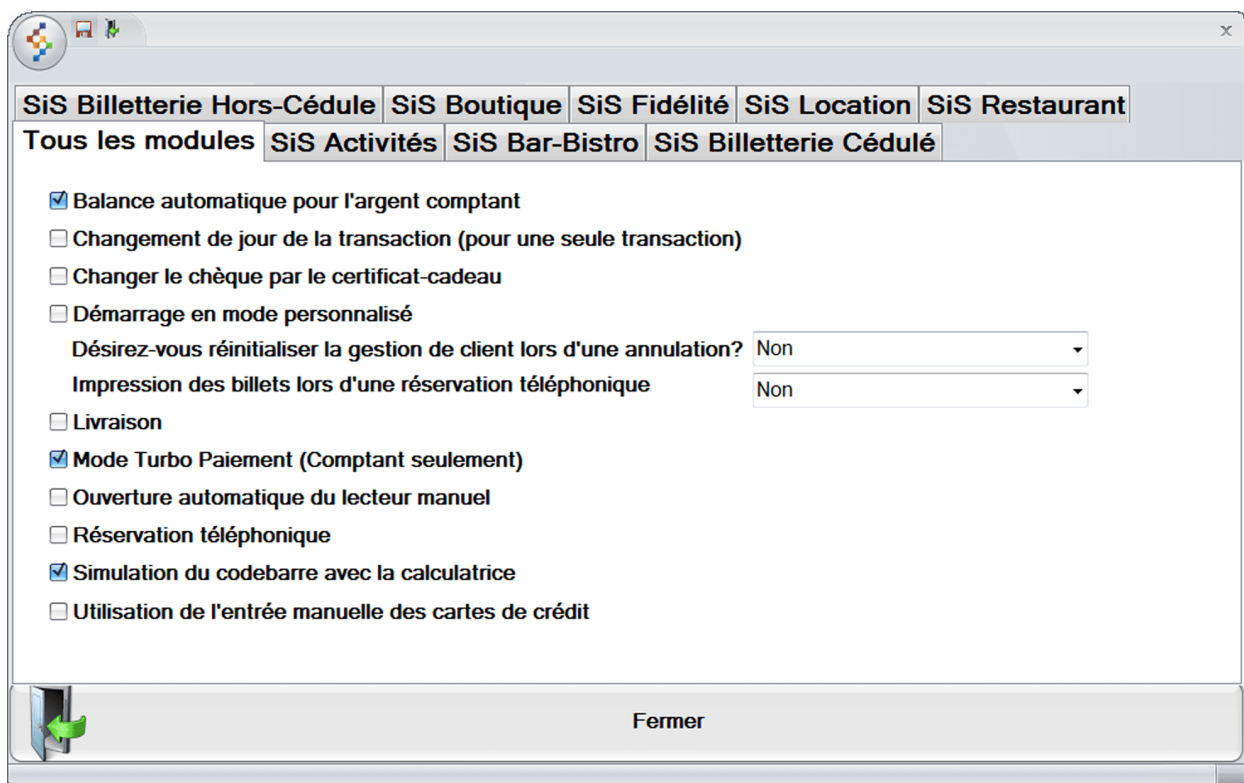 x
SiS Billetterie Hors-Cédule SiS Boutique SiS Fidélité SiS Location SiS Restaurant
Tous les modules SiS Activités SiS Bar-Bistro SiS Billetterie Cédulé
Balance automatique pour l'argent comptant
Changement de jour de la transaction (pour une seule transaction)
Changer le chèque par le certificat-cadeau
Démarrage en mode personnalisé
Désirez-vous réinitialiser la gestion de client lors d'une annulation? Non
Impression des billets lors d'une réservation téléphonique Non
Livraison
Mode Turbo Paiement (Comptant seulement)
Ouverture automatique du lecteur manuel
Réservation téléphonique
Simulation du codebarre avec la calculatrice
Utilisation de l'entrée manuelle des cartes de crédit
Fermer